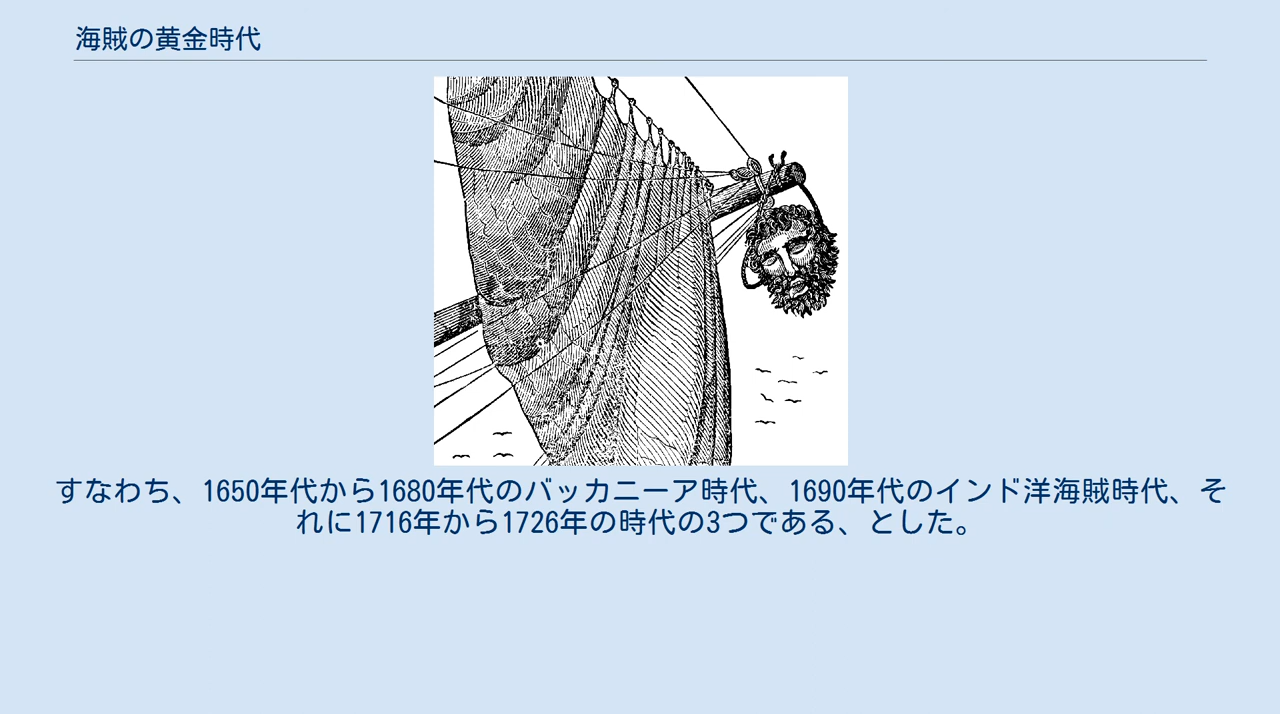 海賊の黄金時代
すなわち、1650年代から1680年代のバッカニーア時代、1690年代のインド洋海賊時代、そ
れに1716年から1726年の時代の3つである、とした。